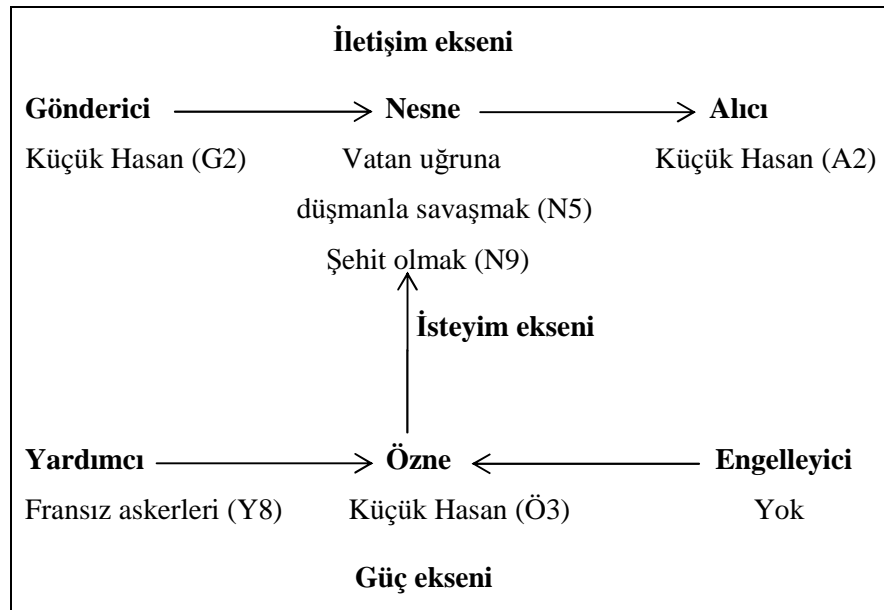 İletişim ekseni
Gönderici Nesne Alıcı
Küçük Hasan (G2) Vatan uğruna Küçük Hasan (A2)
düşmanla savaşmak (N5)
Şehit olmak (N9)
İsteyim ekseni
Yardımcı Özne Engelleyici
Fransız askerleri (Y8) Küçük Hasan (Ö3) Yok
Güç ekseni